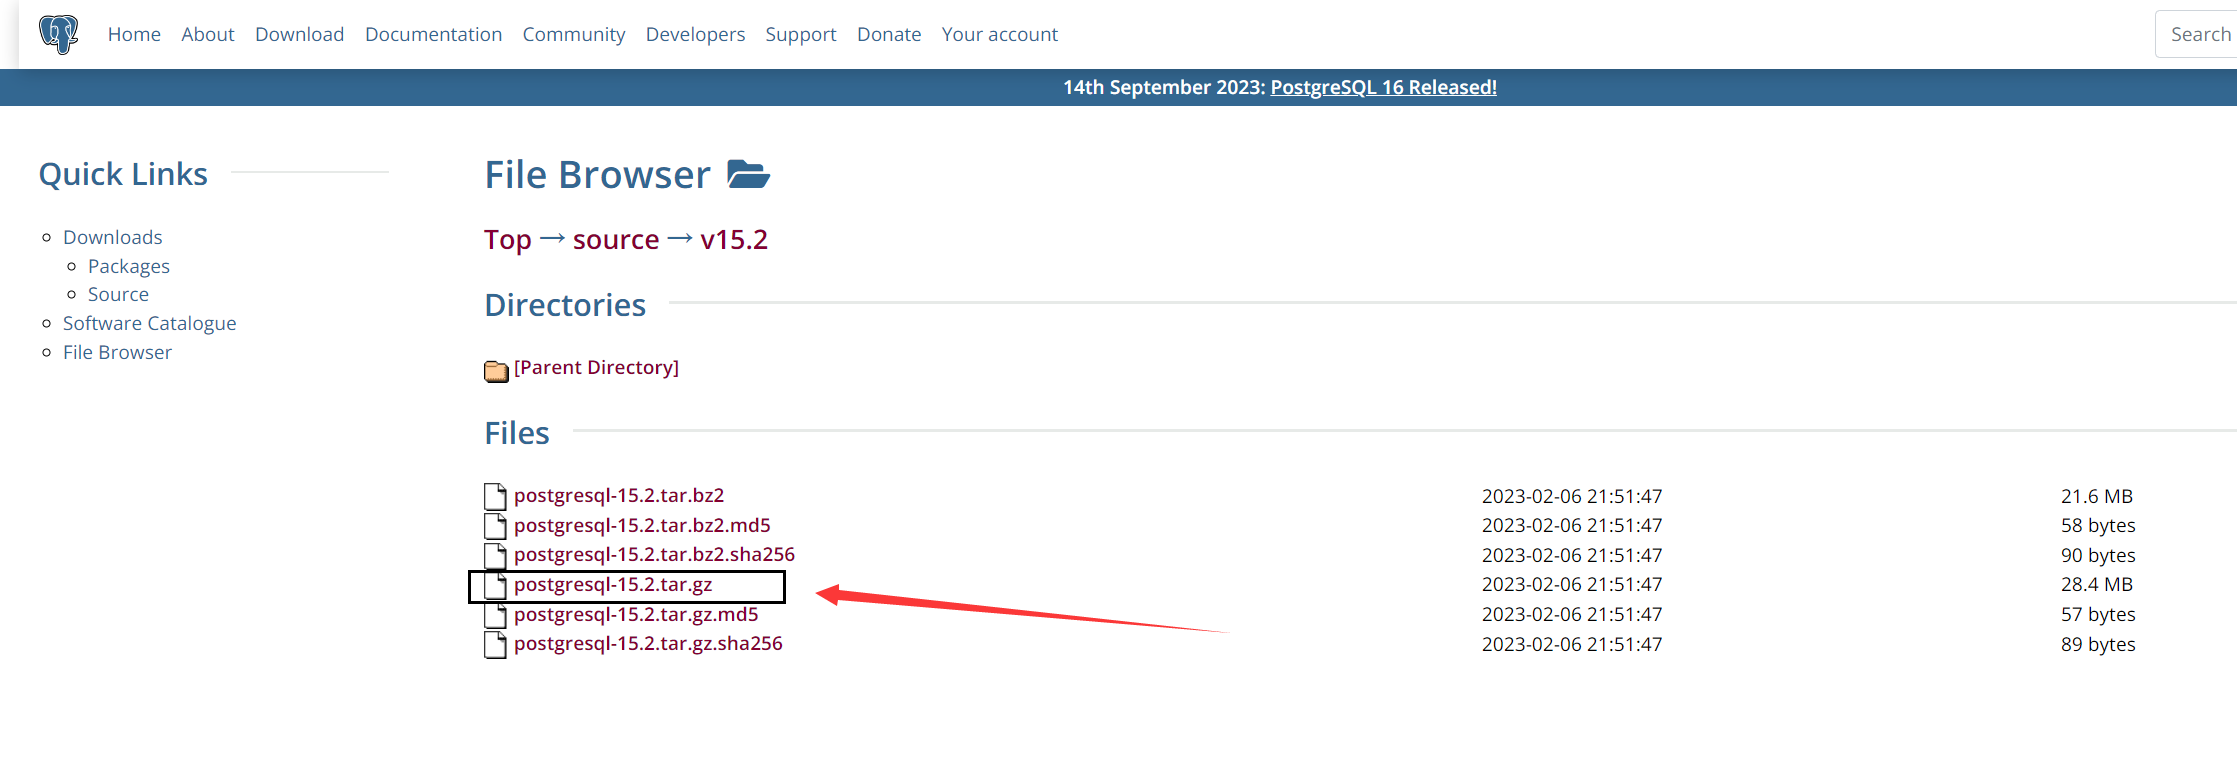 Home About Download Documentation Community Developers Support Donate Your account Search
14th September 2023: PostgreSQL 16 Released!
Quick Links
Downloads
Packages
Source
Software Catalogue
File Browser
File Browser
Top → source → v15.2
Directories
[Parent Directory]
Files
postgresql-15.2.tar.bz2 2023-02-06 21:51:47 21.6 MB
postgresql-15.2.tar.bz2.md5 2023-02-06 21:51:47 58 bytes
postgresql-15.2.tar.bz2.sha256 2023-02-06 21:51:47 90 bytes
postgresql-15.2.tar.gz 2023-02-06 21:51:47 28.4 MB
postgresql-15.2.tar.gz.md5 2023-02-06 21:51:47 57 bytes
postgresql-15.2.tar.gz.sha256 2023-02-06 21:51:47 89 bytes